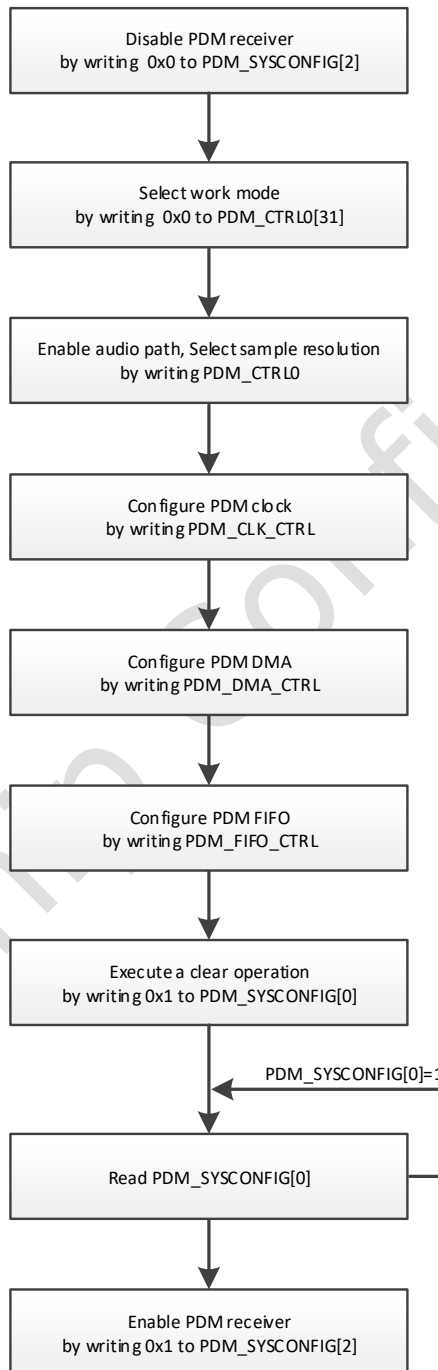 Disable PDM receiver
by writing 0x0 to PDM_SYSCONFIG[2]
Select work mode
by writing 0x0 to PDM_CTRL0[31]
Enable audio path, Select sample resolution
by writing PDM_CTRL0
Configure PDM clock
by writing PDM_CLK_CTRL
Configure PDM DMA
by writing PDM_DMA_CTRL
Configure PDM FIFO
by writing PDM_FIFO_CTRL
Execute a clear operation
by writing 0x1 to PDM_SYSCONFIG[0]
PDM_SYSCONFIG[0]=1
Read PDM_SYSCONFIG[0]
Enable PDM receiver
by writing 0x1 to PDM_SYSCONFIG[2]